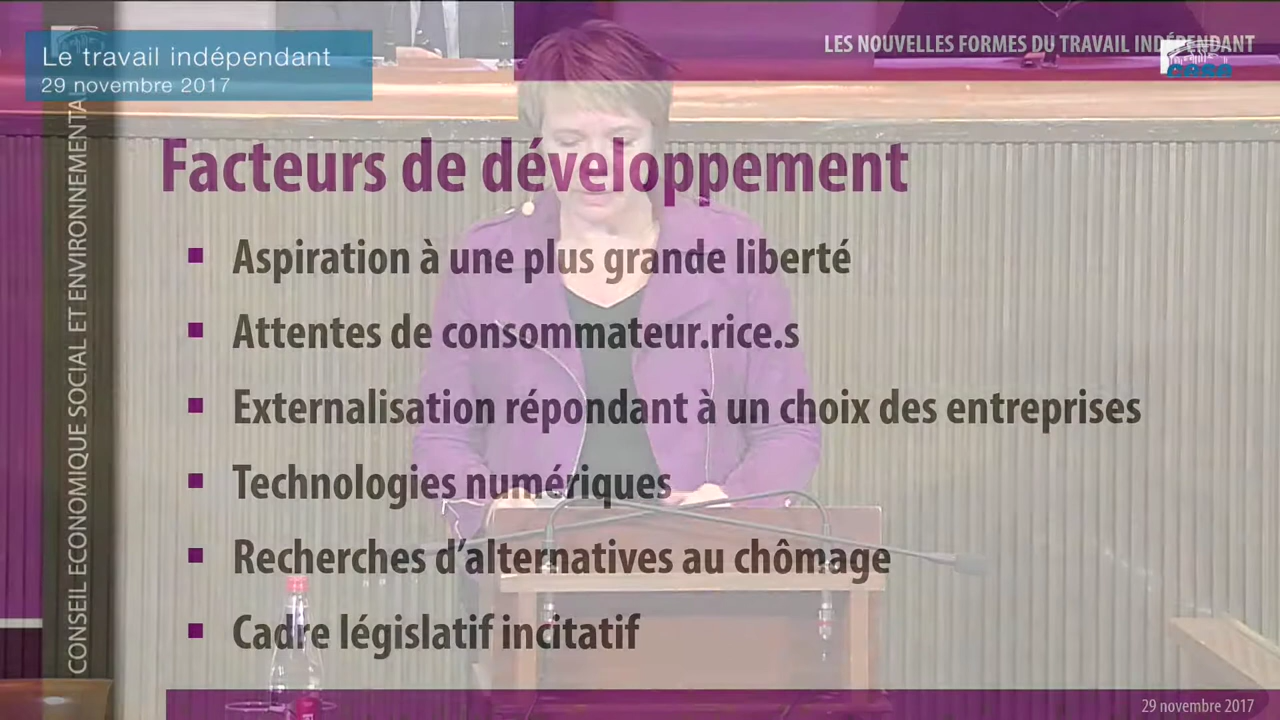 Le travail indépendant
29 novembre 2017
LES NOUVELLES FORMES DU TRAVAIL INDÉPENDANT
CONSEIL ECONOMIQUE SOCIAL ET ENVIRONNEMENTAL
Facteurs de développement
Aspiration à une plus grande liberté
Attentes de consommateur.rice.s
Externalisation répondant à un choix des entreprises
Technologies numériques
Recherches d’alternatives au chômage
Cadre législatif incitatif
29 novembre 2017